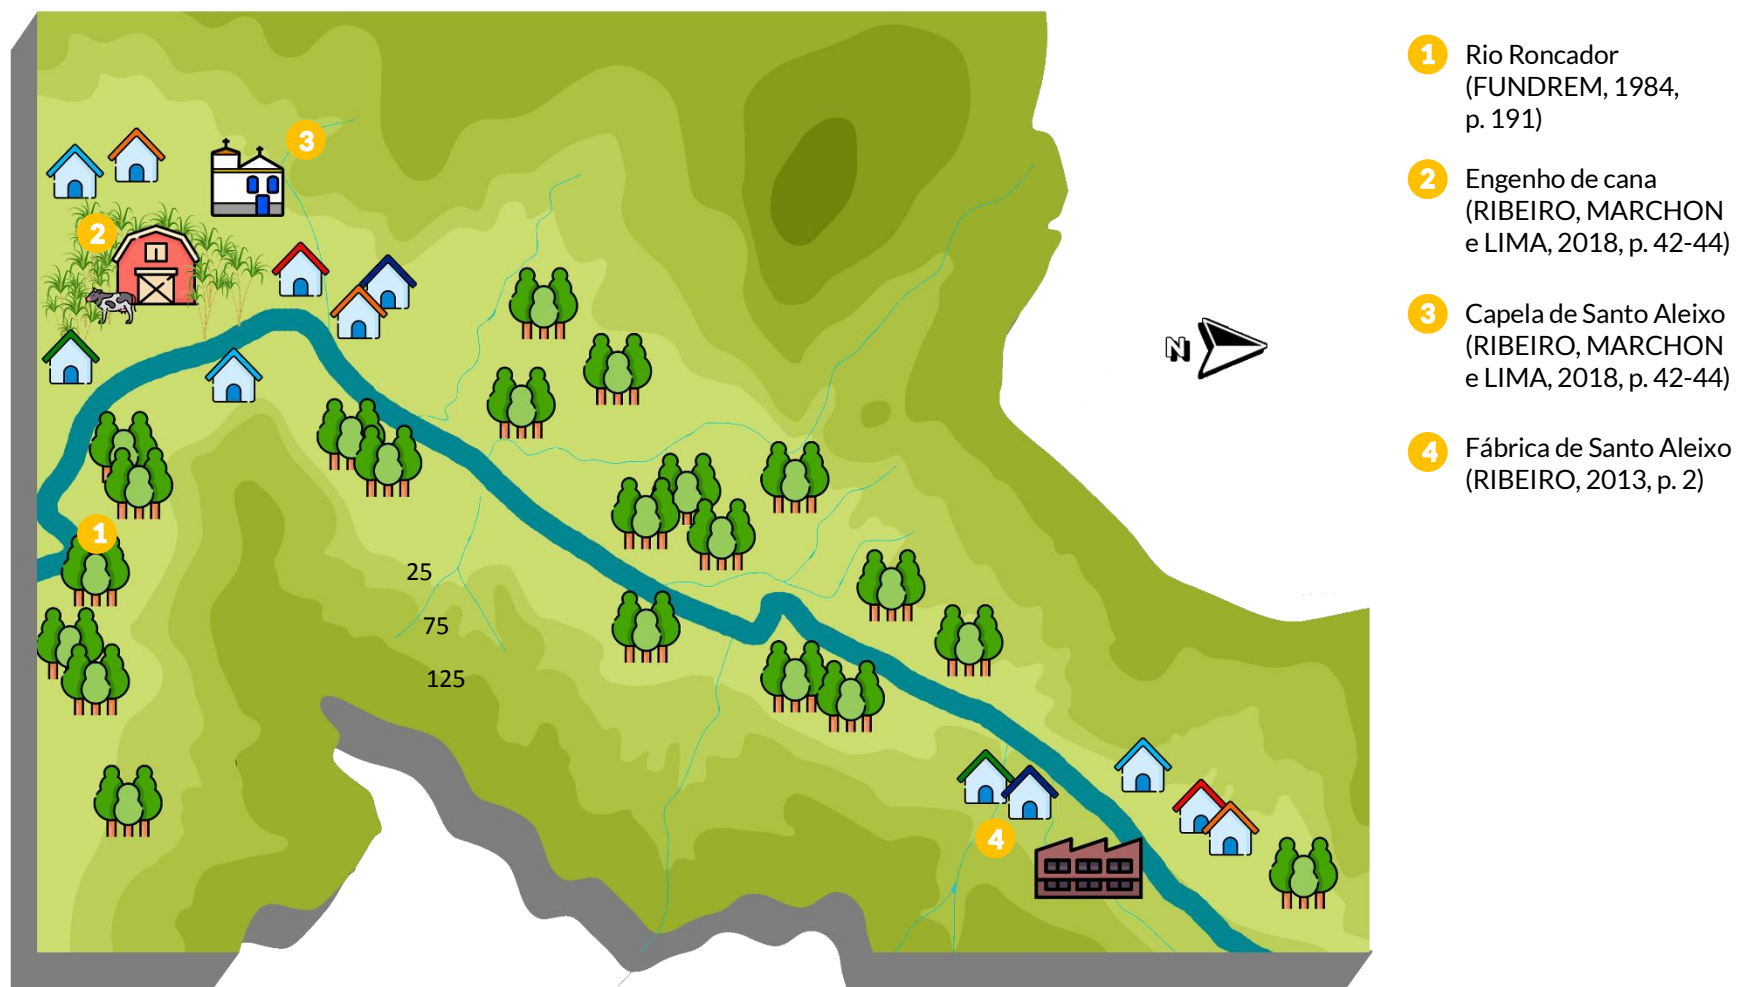 3
2
1
25
75
125
4
N
1 Rio Roncador
(FUNDREM, 1984,
p. 191)
2 Engenho de cana
(RIBEIRO, MARCHON
e LIMA, 2018, p. 42-44)
3 Capela de Santo Aleixo
(RIBEIRO, MARCHON
e LIMA, 2018, p. 42-44)
4 Fábrica de Santo Aleixo
(RIBEIRO, 2013, p. 2)